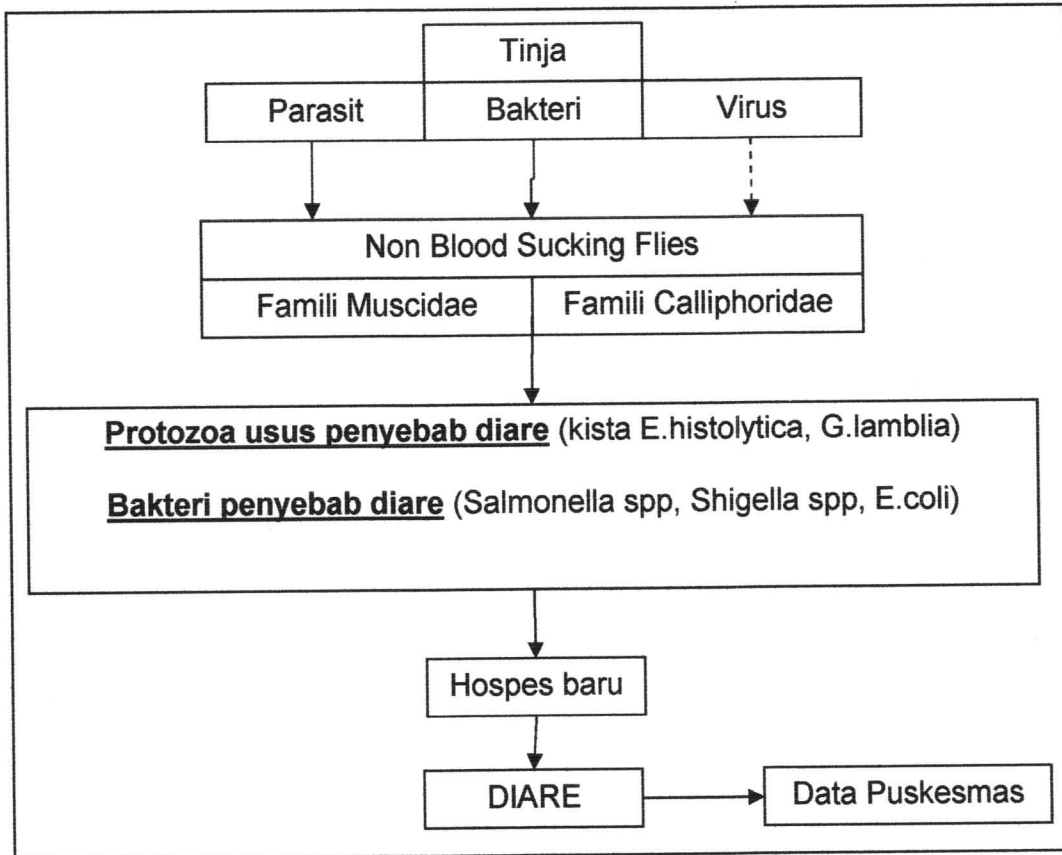 Tinja
Parasit
Bakteri
Virus
Non Blood Sucking Flies
Famili Muscidae
Famili Calliphoridae
Protozoa usus penyebab diare (kista E.histolytica, G.lamblia)
Bakteri penyebab diare (Salmonella spp, Shigella spp, E.coli)
Hospes baru
DIARE
Data Puskesmas